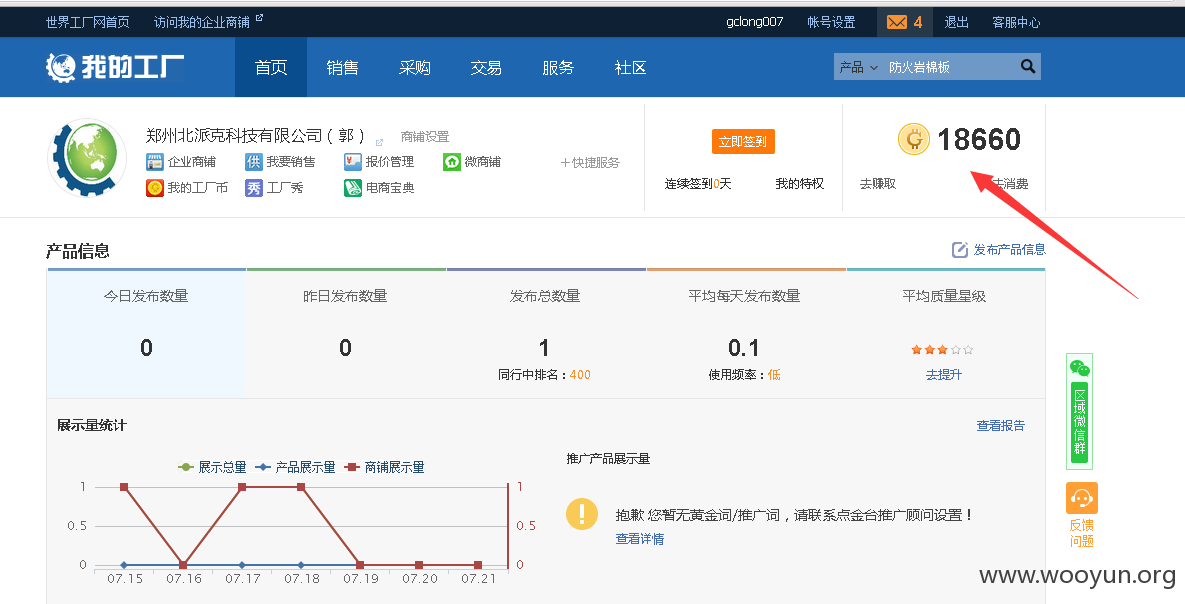 世界工厂网首页 访问我的企业商铺 gclong007 帐号设置 4 退出 客服中心
我的工厂 首页 销售 采购 交易 服务 社区 产品 防火岩棉板
郑州北派克科技有限公司（郭） 商铺设置
企业商铺 我要销售 报价管理 微商铺 +快捷服务
我的工厂币 工厂秀 电商宝典
立即签到
连续签到0天 我的特权
18660
去赚取 去消费
产品信息 发布产品信息
今日发布数量 昨日发布数量 发布总数量 平均每天发布数量 平均质量星级
0 0 1 0.1
同行中排名：400 使用频率：低 去提升
展示量统计 查看报告
展示总量 产品展示量 商铺展示量
1 1
0.5 0.5
0 0
07.15 07.16 07.17 07.18 07.19 07.20 07.21
推广产品展示量
抱歉 您暂无黄金词/推广词，请联系点金台推广顾问设置！
查看详情
区域微信群
反馈
问题
www.wooyun.org